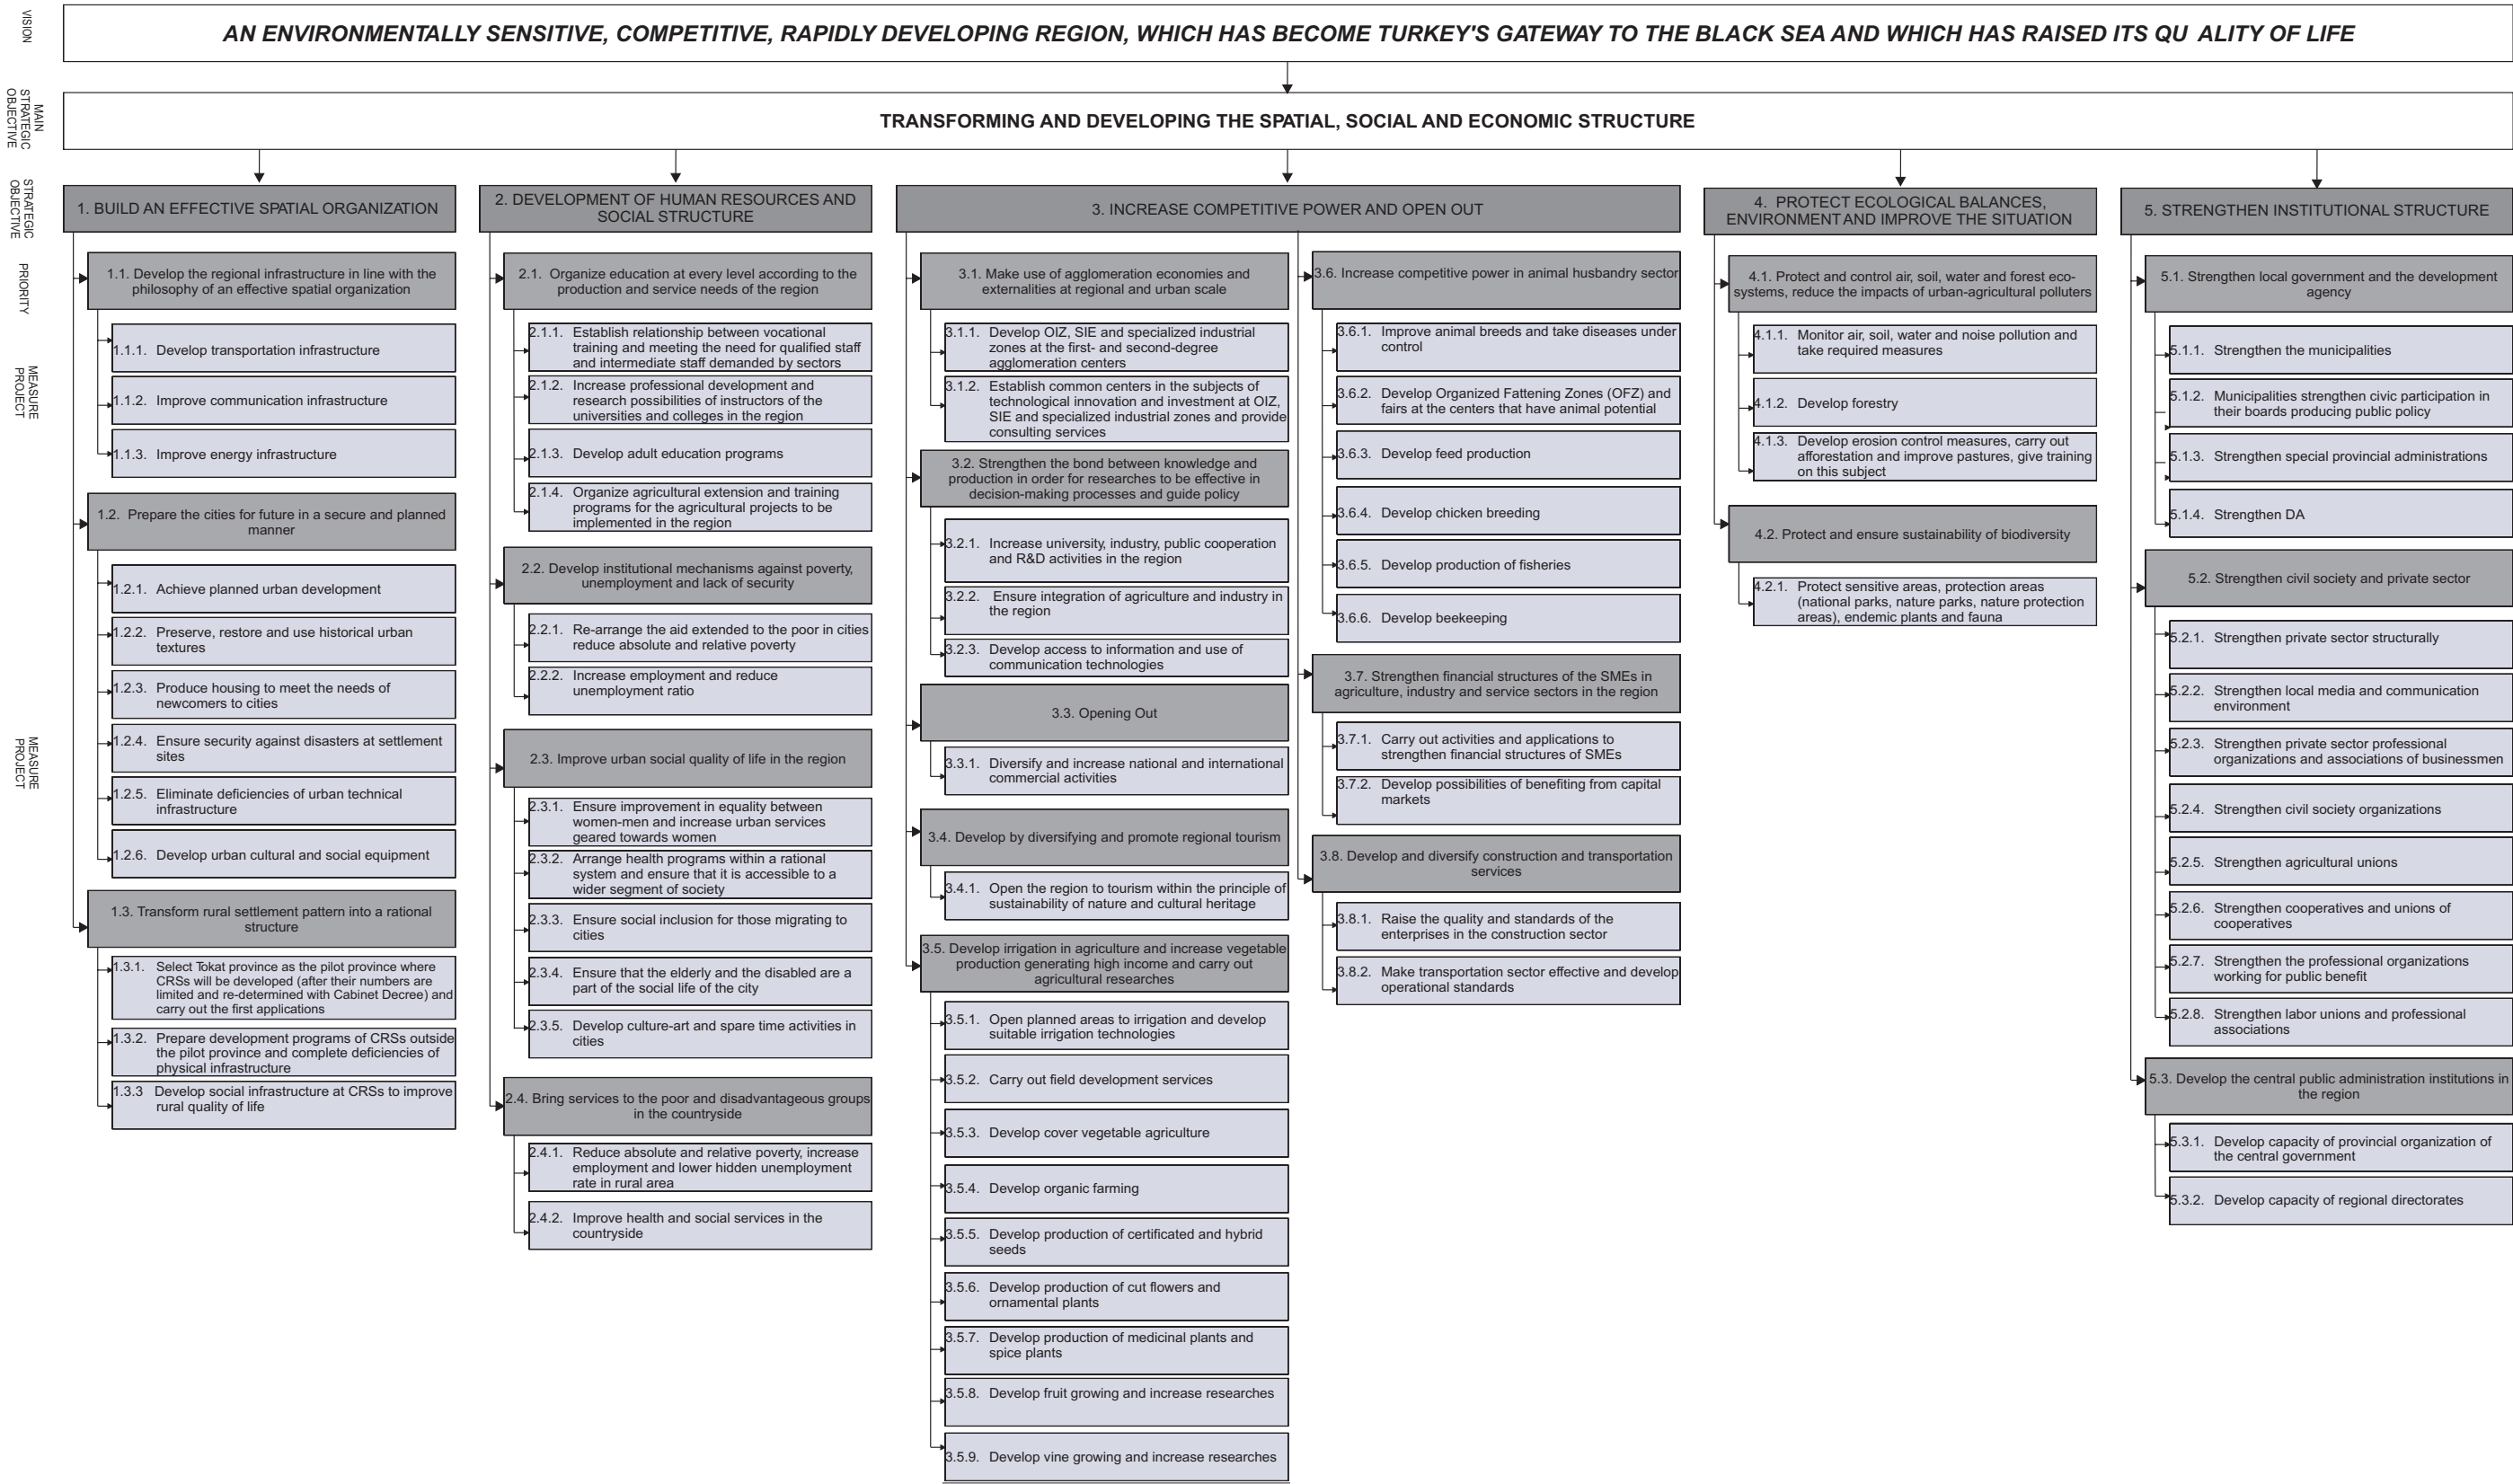 VISION
AN ENVIRONMENTALLY SENSITIVE, COMPETITIVE, RAPIDLY DEVELOPING REGION, WHICH HAS BECOME TURKEY'S GATEWAY TO THE BLACK SEA AND WHICH HAS RAISED ITS QU ALITY OF LIFE
MAIN
STRATEGIC
OBJECTIVE
TRANSFORMING AND DEVELOPING THE SPATIAL, SOCIAL AND ECONOMIC STRUCTURE
STRATEGIC
OBJECTIVE
PRIORITY
MEASURE
PROJECT
MEASURE
PROJECT
1. BUILD AN EFFECTIVE SPATIAL ORGANIZATION
1.1. Develop the regional infrastructure in line with the
philosophy of an effective spatial organization
1.1.1. Develop transportation infrastructure
1.1.2. Improve communication infrastructure
1.1.3. Improve energy infrastructure
1.2. Prepare the cities for future in a secure and planned
manner
1.2.1. Achieve planned urban development
1.2.2. Preserve, restore and use historical urban
textures
1.2.3. Produce housing to meet the needs of
newcomers to cities
1.2.4. Ensure security against disasters at settlement
sites
1.2.5. Eliminate deficiencies of urban technical
infrastructure
1.2.6. Develop urban cultural and social equipment
1.3. Transform rural settlement pattern into a rational
structure
1.3.1. Select Tokat province as the pilot province where
CRSs will be developed (after their numbers are
limited and re-determined with Cabinet Decree) and
carry out the first applications
1.3.2. Prepare development programs of CRSs outside
the pilot province and complete deficiencies of
physical infrastructure
1.3.3 Develop social infrastructure at CRSs to improve
rural quality of life
2. DEVELOPMENT OF HUMAN RESOURCES AND
SOCIAL STRUCTURE
2.1. Organize education at every level according to the
production and service needs of the region
2.1.1. Establish relationship between vocational
training and meeting the need for qualified staff
and intermediate staff demanded by sectors
2.1.2. Increase professional development and
research possibilities of instructors of the
universities and colleges in the region
2.1.3. Develop adult education programs
2.1.4. Organize agricultural extension and training
programs for the agricultural projects to be
implemented in the region
2.2. Develop institutional mechanisms against poverty,
unemployment and lack of security
2.2.1. Re-arrange the aid extended to the poor in cities
reduce absolute and relative poverty
2.2.2. Increase employment and reduce
unemployment ratio
2.3. Improve urban social quality of life in the region
2.3.1. Ensure improvement in equality between
women-men and increase urban services
geared towards women
2.3.2. Arrange health programs within a rational
system and ensure that it is accessible to a
wider segment of society
2.3.3. Ensure social inclusion for those migrating to
cities
2.3.4. Ensure that the elderly and the disabled are a
part of the social life of the city
2.3.5. Develop culture-art and spare time activities in
cities
2.4. Bring services to the poor and disadvantageous groups
in the countryside
2.4.1. Reduce absolute and relative poverty, increase
employment and lower hidden unemployment
rate in rural area
2.4.2. Improve health and social services in the
countryside
3. INCREASE COMPETITIVE POWER AND OPEN OUT
3.1. Make use of agglomeration economies and
externalities at regional and urban scale
3.1.1. Develop OIZ, SIE and specialized industrial
zones at the first- and second-degree
agglomeration centers
3.1.2. Establish common centers in the subjects of
technological innovation and investment at OIZ,
SIE and specialized industrial zones and provide
consulting services
3.2. Strengthen the bond between knowledge and
production in order for researches to be effective in
decision-making processes and guide policy
3.2.1. Increase university, industry, public cooperation
and R&D activities in the region
3.2.2. Ensure integration of agriculture and industry in
the region
3.2.3. Develop access to information and use of
communication technologies
3.3. Opening Out
3.3.1. Diversify and increase national and international
commercial activities
3.4. Develop by diversifying and promote regional tourism
3.4.1. Open the region to tourism within the principle of
sustainability of nature and cultural heritage
3.5. Develop irrigation in agriculture and increase vegetable
production generating high income and carry out
agricultural researches
3.5.1. Open planned areas to irrigation and develop
suitable irrigation technologies
3.5.2. Carry out field development services
3.5.3. Develop cover vegetable agriculture
3.5.4. Develop organic farming
3.5.5. Develop production of certificated and hybrid
seeds
3.5.6. Develop production of cut flowers and
ornamental plants
3.5.7. Develop production of medicinal plants and
spice plants
3.5.8. Develop fruit growing and increase researches
3.5.9. Develop vine growing and increase researches
3.6. Increase competitive power in animal husbandry sector
3.6.1. Improve animal breeds and take diseases under
control
3.6.2. Develop Organized Fattening Zones (OFZ) and
fairs at the centers that have animal potential
3.6.3. Develop feed production
3.6.4. Develop chicken breeding
3.6.5. Develop production of fisheries
3.6.6. Develop beekeeping
3.7. Strengthen financial structures of the SMEs in
agriculture, industry and service sectors in the region
3.7.1. Carry out activities and applications to
strengthen financial structures of SMEs
3.7.2. Develop possibilities of benefiting from capital
markets
3.8. Develop and diversify construction and transportation
services
3.8.1. Raise the quality and standards of the
enterprises in the construction sector
3.8.2. Make transportation sector effective and develop
operational standards
4. PROTECT ECOLOGICAL BALANCES,
ENVIRONMENT AND IMPROVE THE SITUATION
4.1. Protect and control air, soil, water and forest eco-
systems, reduce the impacts of urban-agricultural polluters
4.1.1. Monitor air, soil, water and noise pollution and
take required measures
4.1.2. Develop forestry
4.1.3. Develop erosion control measures, carry out
afforestation and improve pastures, give training
on this subject
4.2. Protect and ensure sustainability of biodiversity
4.2.1. Protect sensitive areas, protection areas
(national parks, nature parks, nature protection
areas), endemic plants and fauna
5. STRENGTHEN INSTITUTIONAL STRUCTURE
5.1. Strengthen local government and the development
agency
5.1.1. Strengthen the municipalities
5.1.2. Municipalities strengthen civic participation in
their boards producing public policy
5.1.3. Strengthen special provincial administrations
5.1.4. Strengthen DA
5.2. Strengthen civil society and private sector
5.2.1. Strengthen private sector structurally
5.2.2. Strengthen local media and communication
environment
5.2.3. Strengthen private sector professional
organizations and associations of businessmen
5.2.4. Strengthen civil society organizations
5.2.5. Strengthen agricultural unions
5.2.6. Strengthen cooperatives and unions of
cooperatives
5.2.7. Strengthen the professional organizations
working for public benefit
5.2.8. Strengthen labor unions and professional
associations
5.3. Develop the central public administration institutions in
the region
5.3.1. Develop capacity of provincial organization of
the central government
5.3.2. Develop capacity of regional directorates